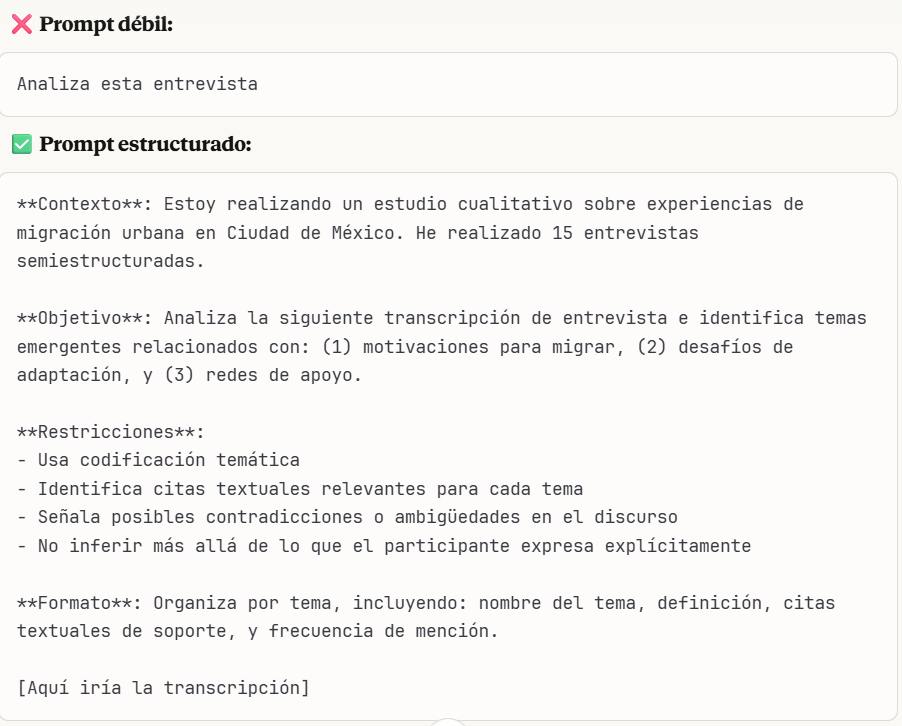 ❌ Prompt débil:
Analiza esta entrevista
✅ Prompt estructurado:
**Contexto**: Estoy realizando un estudio cualitativo sobre experiencias de
migración urbana en Ciudad de México. He realizado 15 entrevistas
semiestructuradas.
**Objetivo**: Analiza la siguiente transcripción de entrevista e identifica temas
emergentes relacionados con: (1) motivaciones para migrar, (2) desafíos de
adaptación, y (3) redes de apoyo.
**Restricciones**:
- Usa codificación temática
- Identifica citas textuales relevantes para cada tema
- Señala posibles contradicciones o ambigüedades en el discurso
- No inferir más allá de lo que el participante expresa explícitamente
**Formato**: Organiza por tema, incluyendo: nombre del tema, definición, citas
textuales de soporte, y frecuencia de mención.
[Aquí iría la transcripción]